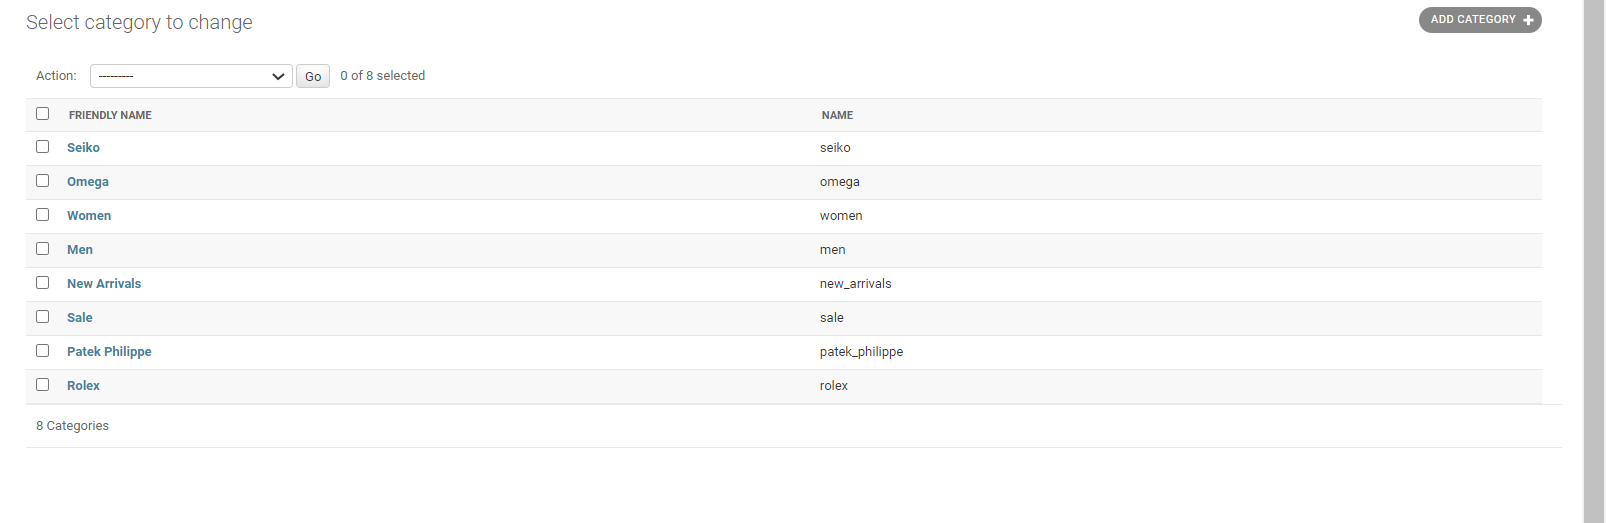 Select category to change
ADD CATEGORY
Action: --------- Go 0 of 8 selected
FRIENDLY NAME NAME
Seiko seiko
Omega omega
Women women
Men men
New Arrivals new_arrivals
Sale sale
Patek Philippe patek_philippe
Rolex rolex
8 Categories